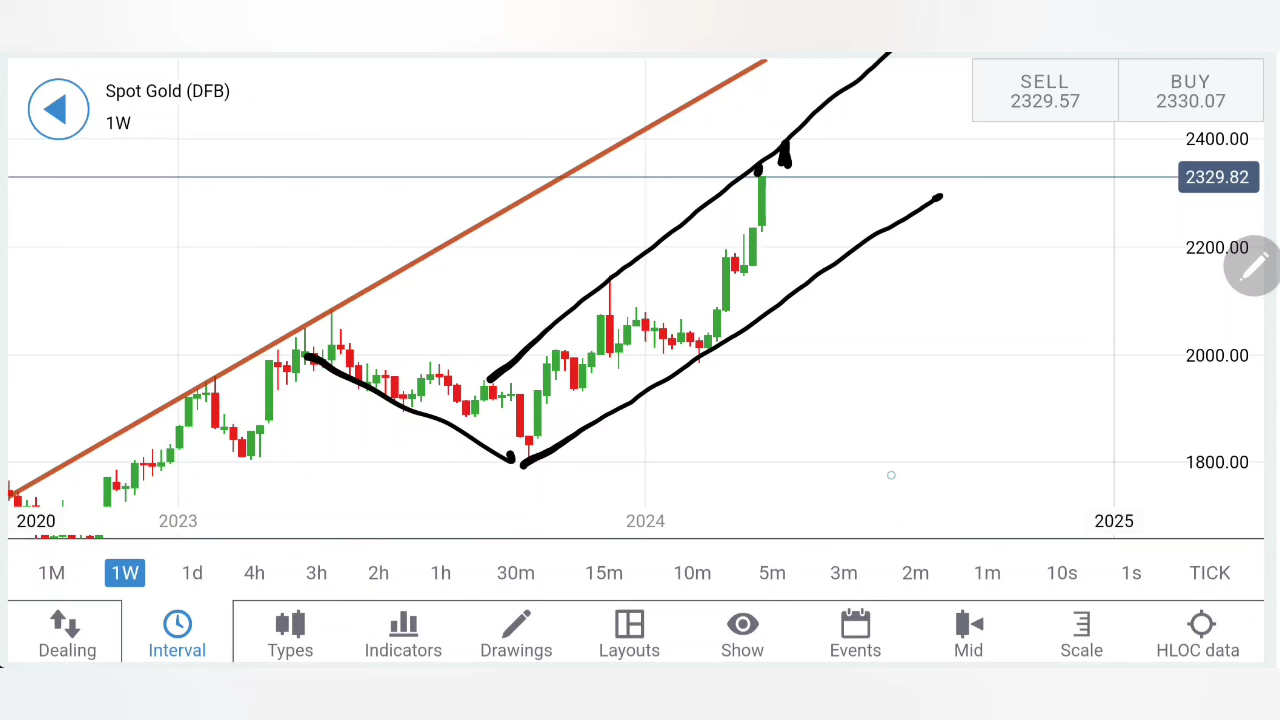 Spot Gold (DFB)
1W
SELL
2329.57
BUY
2330.07
2400.00
2329.82
2200.00
2000.00
1800.00
2020 2023 2024 2025
1M 1W 1d 4h 3h 2h 1h 30m 15m 10m 5m 3m 2m 1m 10s 1s TICK
Dealing Interval Types Indicators Drawings Layouts Show Events Mid Scale HLOC data